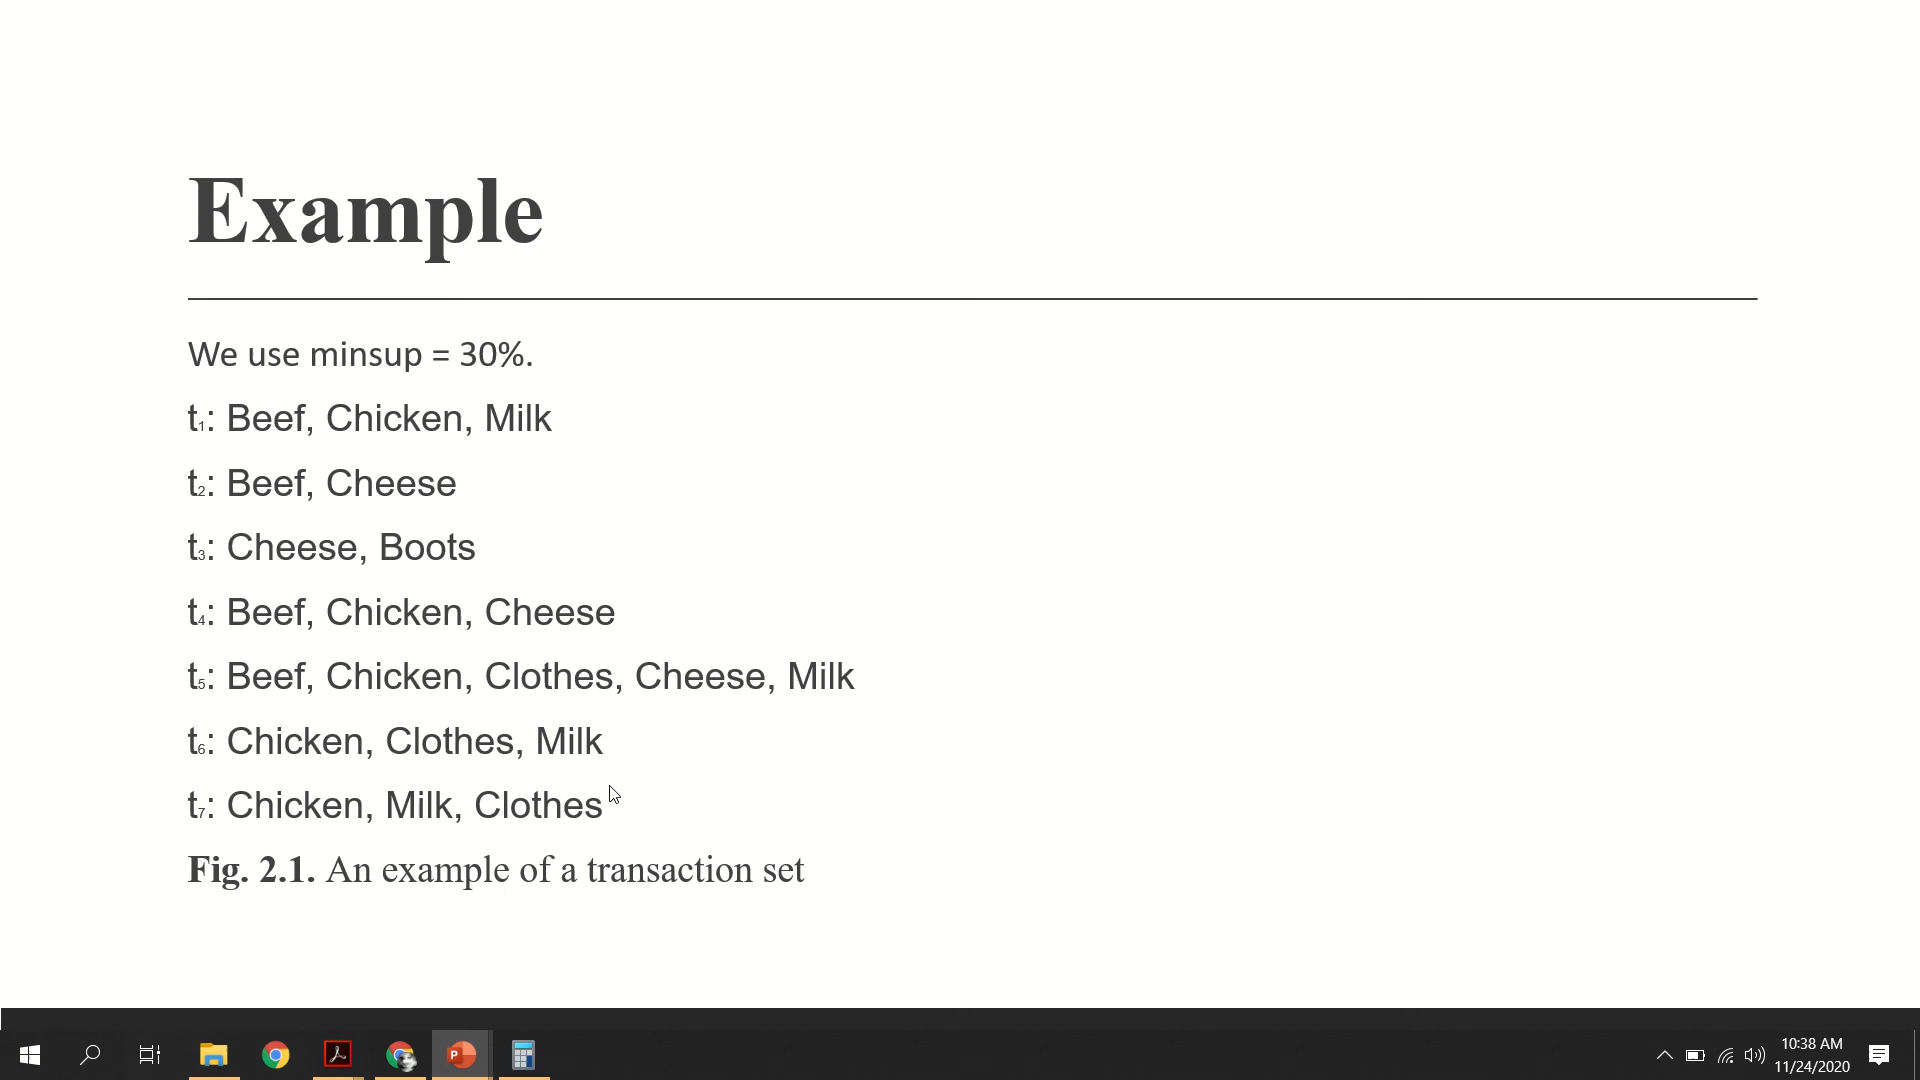 Example
We use minsup = 30%.
t₁: Beef, Chicken, Milk
t₂: Beef, Cheese
t₃: Cheese, Boots
t₄: Beef, Chicken, Cheese
t₅: Beef, Chicken, Clothes, Cheese, Milk
t₆: Chicken, Clothes, Milk
t₇: Chicken, Milk, Clothes
Fig. 2.1. An example of a transaction set
10:38 AM
11/24/2020